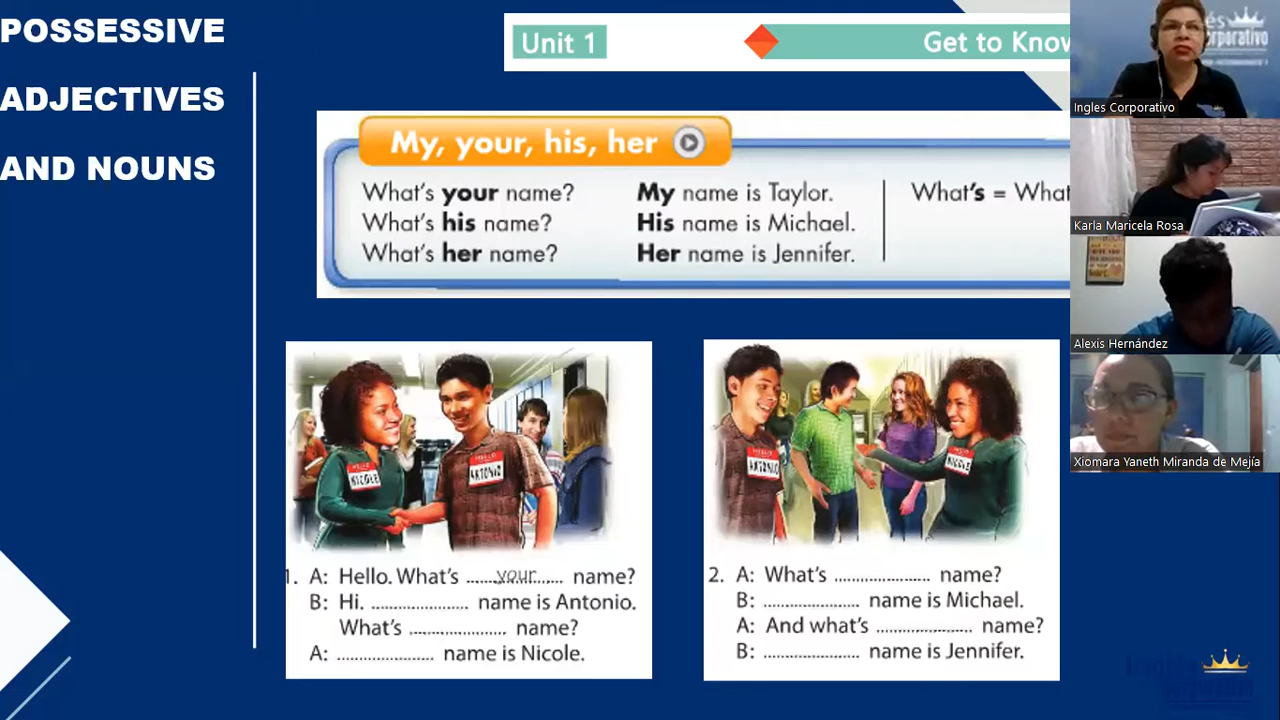 POSSESSIVE
ADJECTIVES
AND NOUNS
Unit 1
Get to Know
My, your, his, her
What's your name?
What's his name?
What's her name?
My name is Taylor.
His name is Michael.
Her name is Jennifer.
What's = What
NICOLE
ANTONIO
1. A: Hello. What's ......your...... name?
B: Hi. .................... name is Antonio.
What's .................... name?
A: .................... name is Nicole.
ANTONIO
NICOLE
2. A: What's .................... name?
B: .................... name is Michael.
A: And what's .................... name?
B: .................... name is Jennifer.
Ingles Corporativo
Karla Maricela Rosa
Alexis Hernández
Xiomara Yaneth Miranda de Mejía